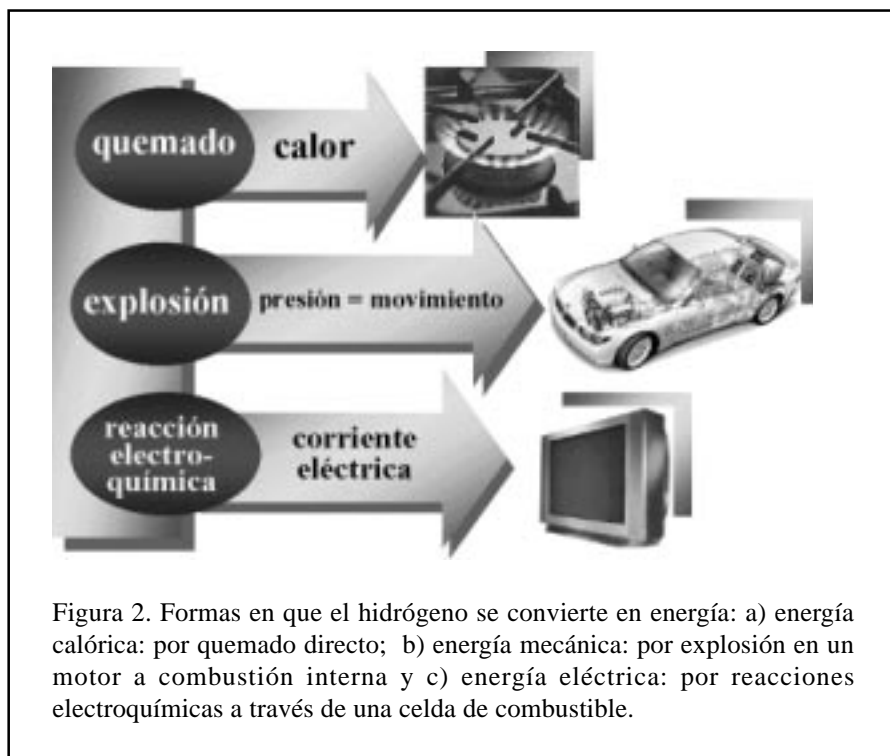 quemado
calor
explosión
presión = movimiento
reacción
electro-
química
corriente
eléctrica
Figura 2. Formas en que el hidrógeno se convierte en energía: a) energía
calórica: por quemado directo; b) energía mecánica: por explosión en un
motor a combustión interna y c) energía eléctrica: por reacciones
electroquímicas a través de una celda de combustible.